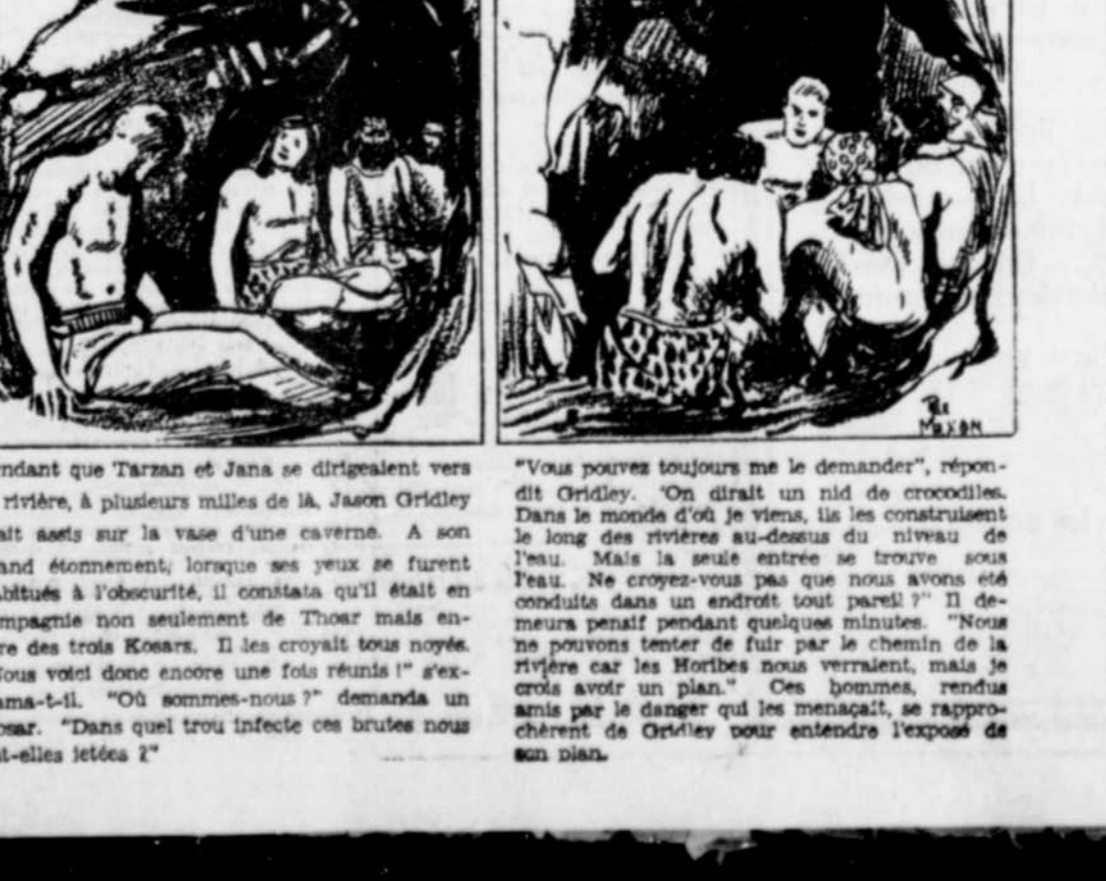 REX
MAXON
ndant que Tarzan et Jana se dirigeaient vers
rivière, à plusieurs milles de là, Jason Gridley
ait assis sur la vase d'une caverne. A son
and étonnement, lorsque ses yeux se furent
bitués à l'obscurité, il constata qu'il était en
mpagnie non seulement de Thoar mais en-
re des trois Kosars. Il les croyait tous noyés.
ous voici donc encore une fois réunis !" s'ex-
ama-t-il. "Où sommes-nous ?" demanda un
osar. "Dans quel trou infecte ces brutes nous
t-elles jetées ?"
"Vous pouvez toujours me le demander", répon-
dit Gridley. 'On dirait un nid de crocodiles.
Dans le monde d'où je viens, ils les construisent
le long des rivières au-dessus du niveau de
l'eau. Mais la seule entrée se trouve sous
l'eau. Ne croyez-vous pas que nous avons été
conduits dans un endroit tout pareil ?" Il de-
meura pensif pendant quelques minutes. "Nous
ne pouvons tenter de fuir par le chemin de la
rivière car les Horibes nous verraient, mais je
crois avoir un plan." Ces hommes, rendus
amis par le danger qui les menaçait, se rappro-
chèrent de Gridley pour entendre l'exposé de
son plan.